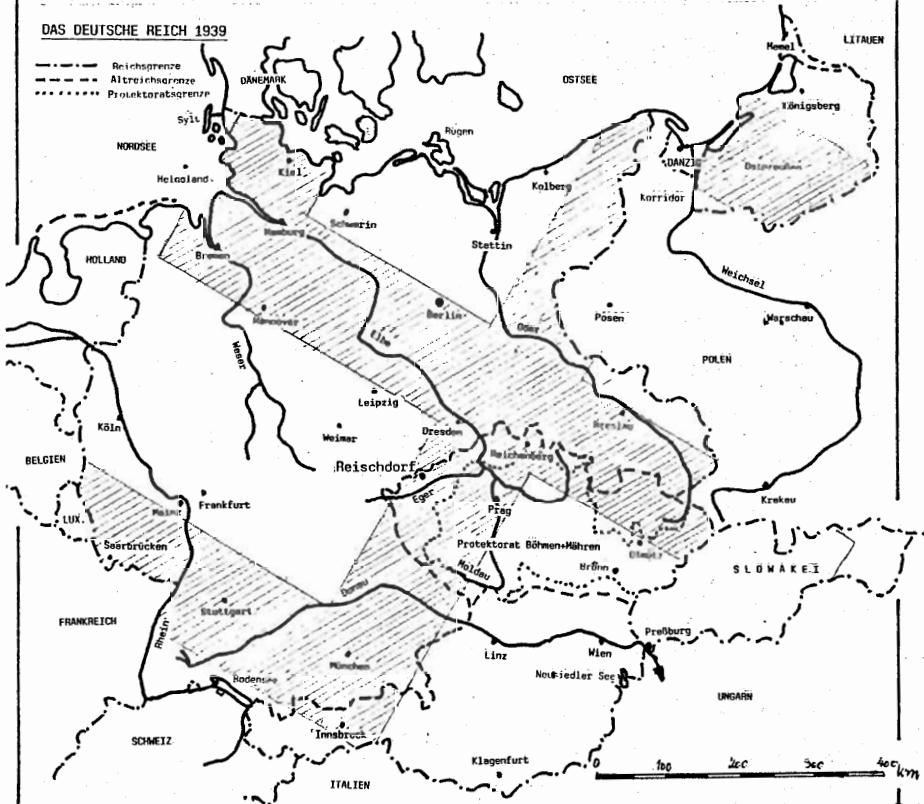 DAS DEUTSCHE REICH 1939
Reichsgrenze
Altreichsgrenze
Protektoratsgrenze
DÄNEMARK
OSTSEE
LITAUEN
Memel
Königsberg
Sylt
NORDSEE
Rügen
Kiel
DANZIG
Ostpreußen
Kolberg
Korridor
Schwerin
Hamburg
Stettin
Bremen
HOLLAND
Weichsel
Berlin
Posen
Warschau
Hannover
Elbe
Oder
Weser
POLEN
Leipzig
Köln
Dresden
Breslau
Weimar
Reichenberg
BELGIEN
Reischdorf
Eger
Frankfurt
Krakau
Mainz
LUX.
Prag
Saarbrücken
Protektorat Böhmen+Mähren
Olmütz
Brünn
SLOWAKEI
Moldau
Donau
Stuttgart
FRANKREICH
Rhein
Preßburg
Linz
Wien
München
Neusiedler See
Bodensee
UNGARN
Innsbruck
SCHWEIZ
Klagenfurt
ITALIEN
0 100 200 300 400 km